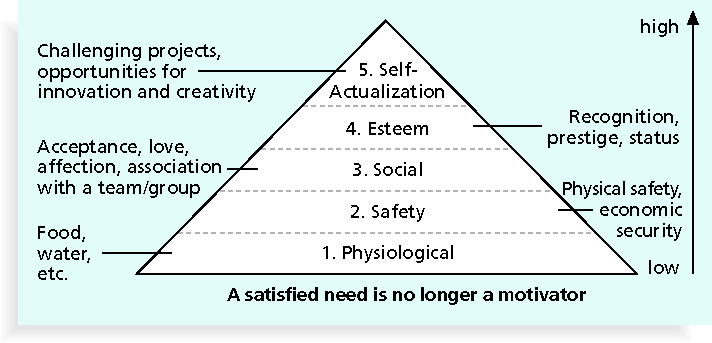 high
Challenging projects,
opportunities for
innovation and creativity
5. Self-
Actualization
Recognition,
prestige, status
4. Esteem
Acceptance, love,
affection, association
with a team/group
3. Social
Physical safety,
economic
security
2. Safety
Food,
water,
etc.
1. Physiological
low
A satisfied need is no longer a motivator